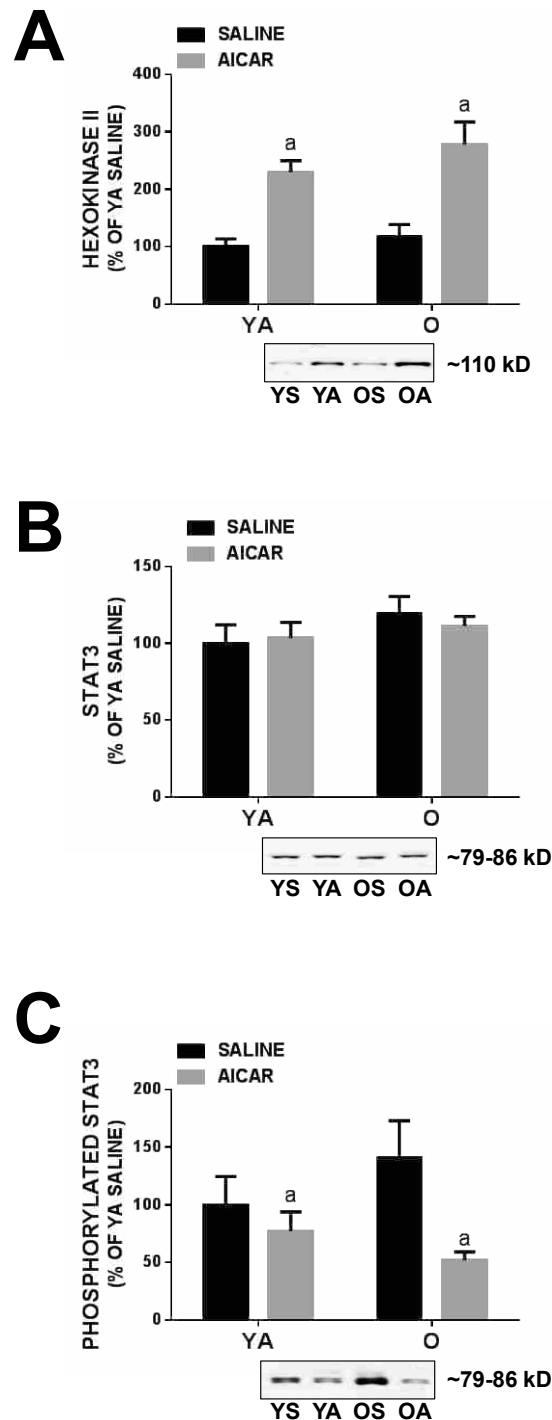 A
SALINE
AICAR
HEXOKINASE II
(% OF YA SALINE)
400
300
200
100
0
a
a
YA
O
~110 kD
YS YA OS OA
B
SALINE
AICAR
STAT3
(% OF YA SALINE)
150
100
50
0
YA
O
~79-86 kD
YS YA OS OA
C
SALINE
AICAR
PHOSPHORYLATED STAT3
(% OF YA SALINE)
200
150
100
50
0
a
a
YA
O
~79-86 kD
YS YA OS OA